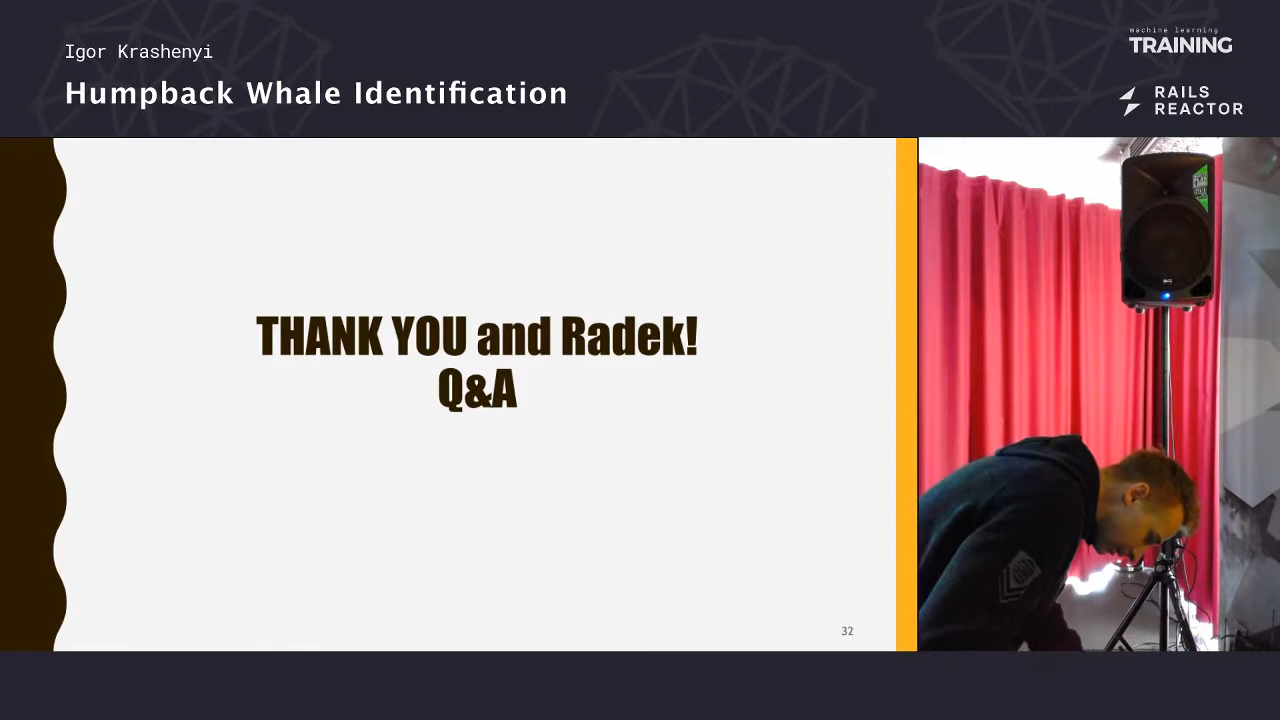 Igor Krashenyi
Humpback Whale Identification
machine learning
TRAINING
RAILS
REACTOR
THANK YOU and Radek!
Q&A
32